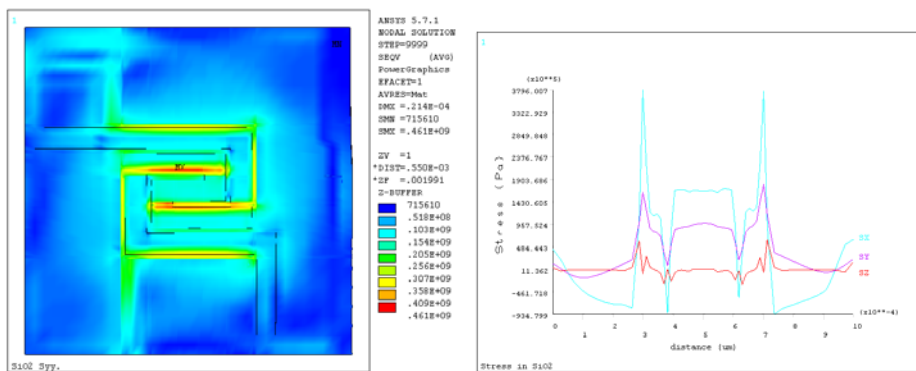 1
ANSYS 5.7.1
NODAL SOLUTION
STEP=9999
SEQV (AVG)
PowerGraphics
EFACET=1
AVRES=Mat
DMX =.214E-04
SMN =715610
SMX =.461E+09
ZV =1
*DIST=.550E-03
*ZF =.001991
Z-BUFFER
715610
.518E+08
.103E+09
.154E+09
.205E+09
.256E+09
.307E+09
.358E+09
.409E+09
.461E+09
SiO2 Syy.
1
(x10**5)
3796.007
3322.929
2849.848
2376.767
1903.686
1430.605
957.524
484.443
11.362
-461.718
-934.799
Stress (Pa)
SX
SY
SZ
(x10**-4)
0 1 2 3 4 5 6 7 8 9 10
distance (um)
Stress in SiO2